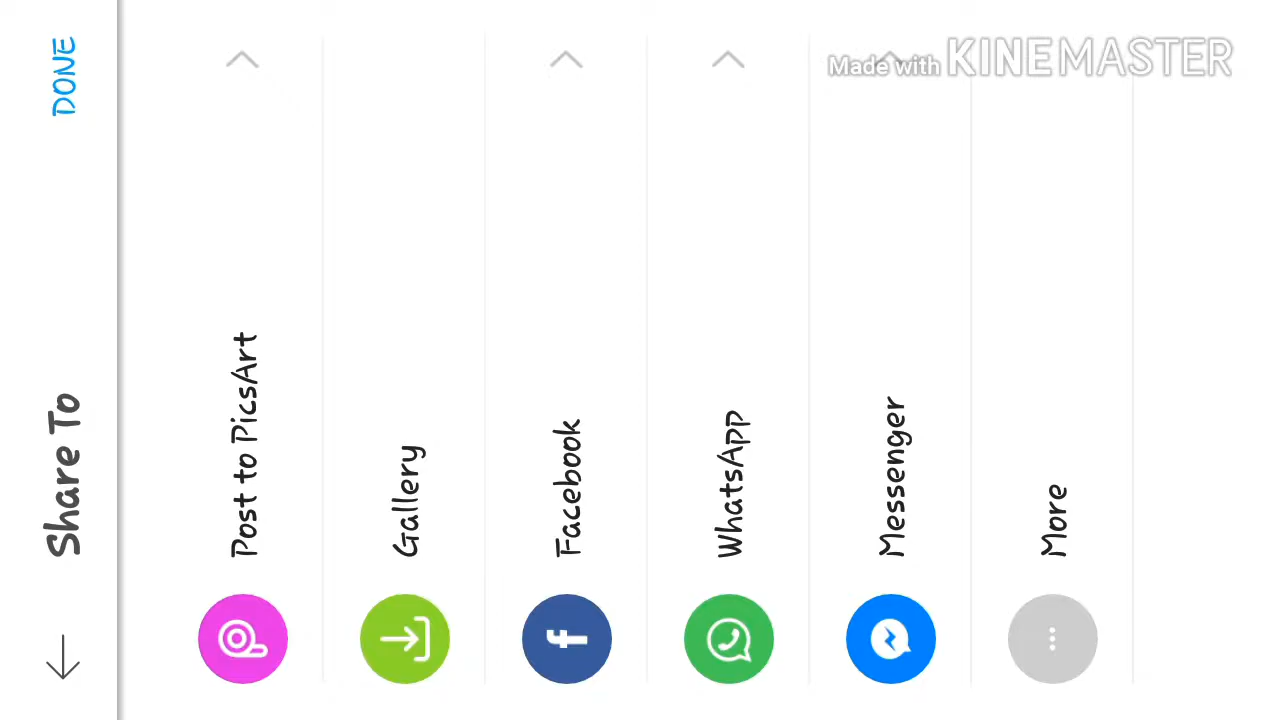 Share To
DONE
Post to PicsArt
Gallery
Facebook
WhatsApp
Messenger
More
Made with KINEMASTER